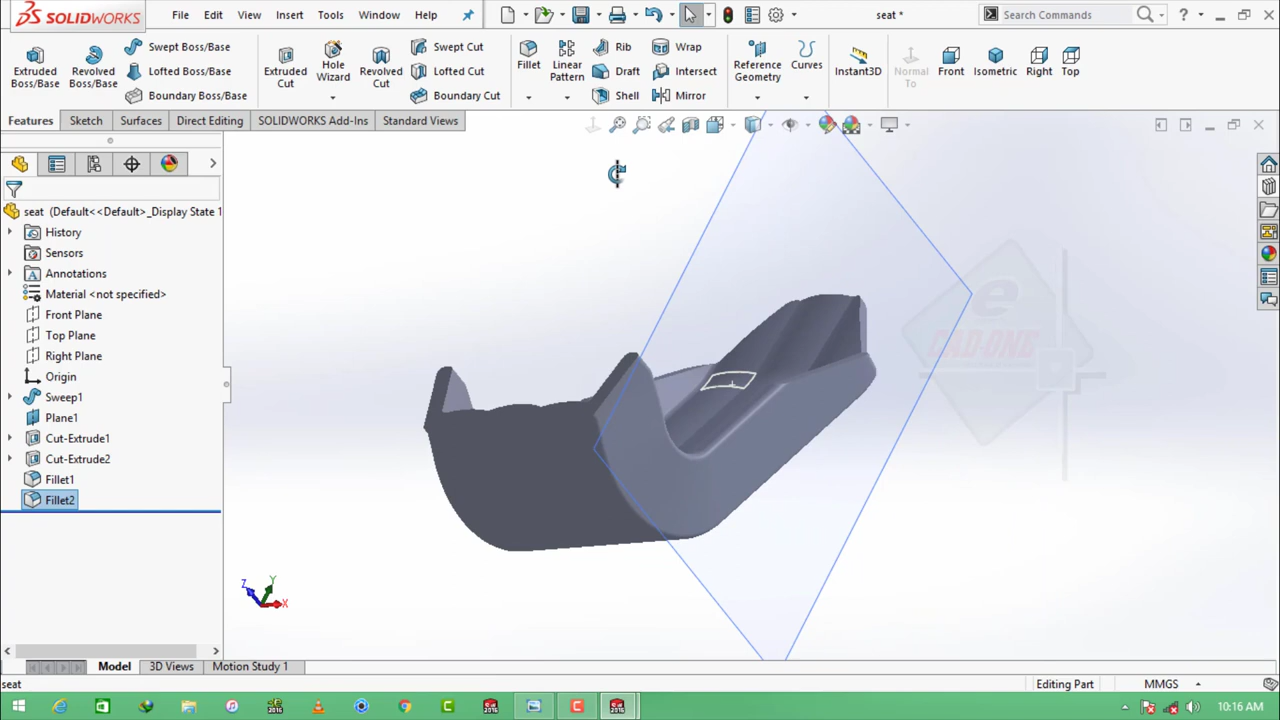 SOLIDWORKS File Edit View Insert Tools Window Help seat * Search Commands
Extruded Boss/Base
Revolved Boss/Base
Swept Boss/Base
Lofted Boss/Base
Boundary Boss/Base
Extruded Cut
Hole Wizard
Revolved Cut
Swept Cut
Lofted Cut
Boundary Cut
Fillet
Linear Pattern
Rib
Draft
Shell
Wrap
Intersect
Mirror
Reference Geometry
Curves
Instant3D
Normal To
Front
Isometric
Right
Top
Features Sketch Surfaces Direct Editing SOLIDWORKS Add-Ins Standard Views
seat (Default<<Default>_Display State 1
History
Sensors
Annotations
Material <not specified>
Front Plane
Top Plane
Right Plane
Origin
Sweep1
Plane1
Cut-Extrude1
Cut-Extrude2
Fillet1
Fillet2
e
CAD-ONE
Z Y X
Model 3D Views Motion Study 1
seat Editing Part MMGS
10:16 AM